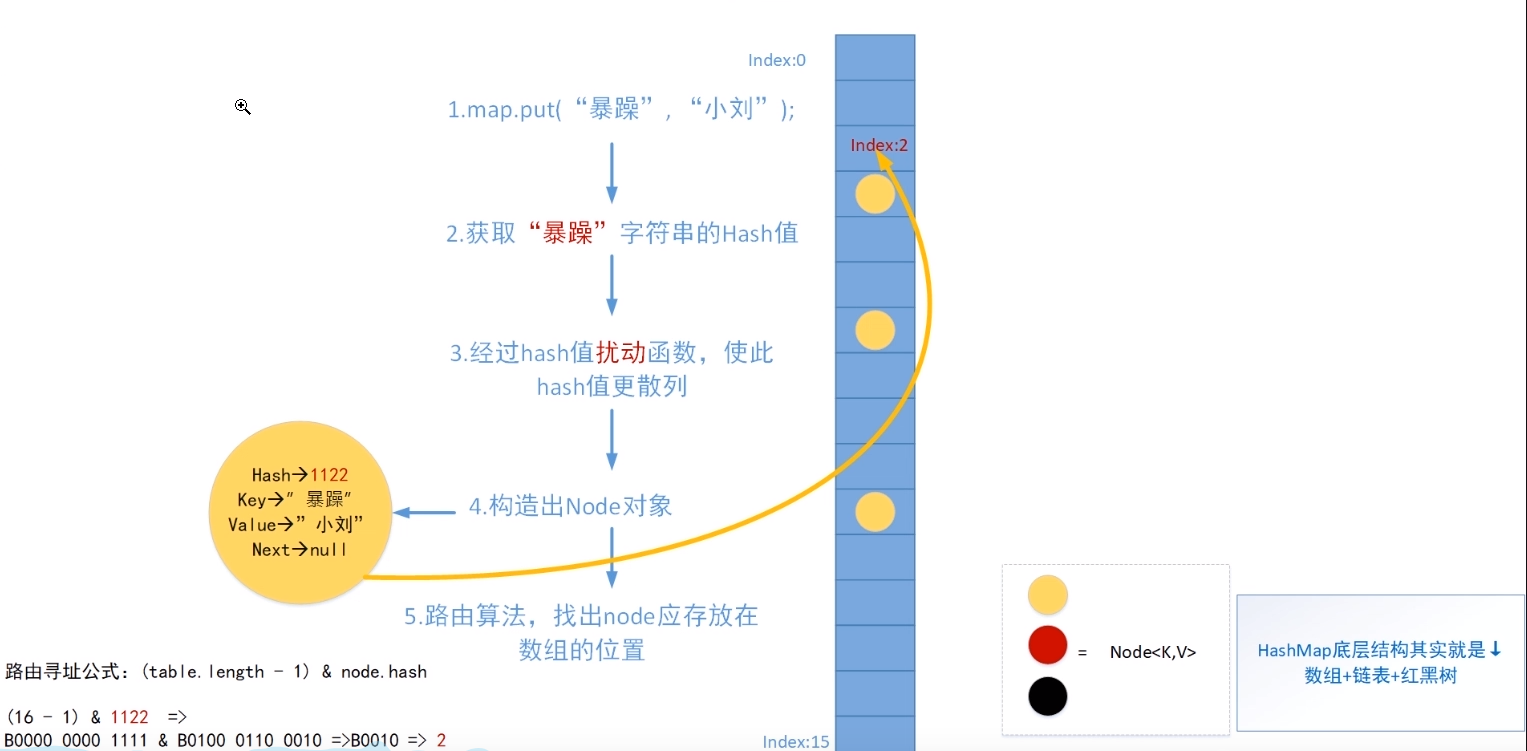 Index:0
1.map.put( “暴躁” , “小刘” );
Index:2
2.获取“暴躁”字符串的Hash值
3.经过hash值扰动函数，使此
hash值更散列
Hash→1122
Key→” 暴躁”
Value→” 小刘”
Next→null
4.构造出Node对象
5.路由算法，找出node应存放在
数组的位置
路由寻址公式：(table.length - 1) & node.hash
(16 - 1) & 1122 =>
B0000 0000 1111 & B0100 0110 0010 =>B0010 => 2
Index:15
= Node<K,V>
HashMap底层结构其实就是↓
数组+链表+红黑树